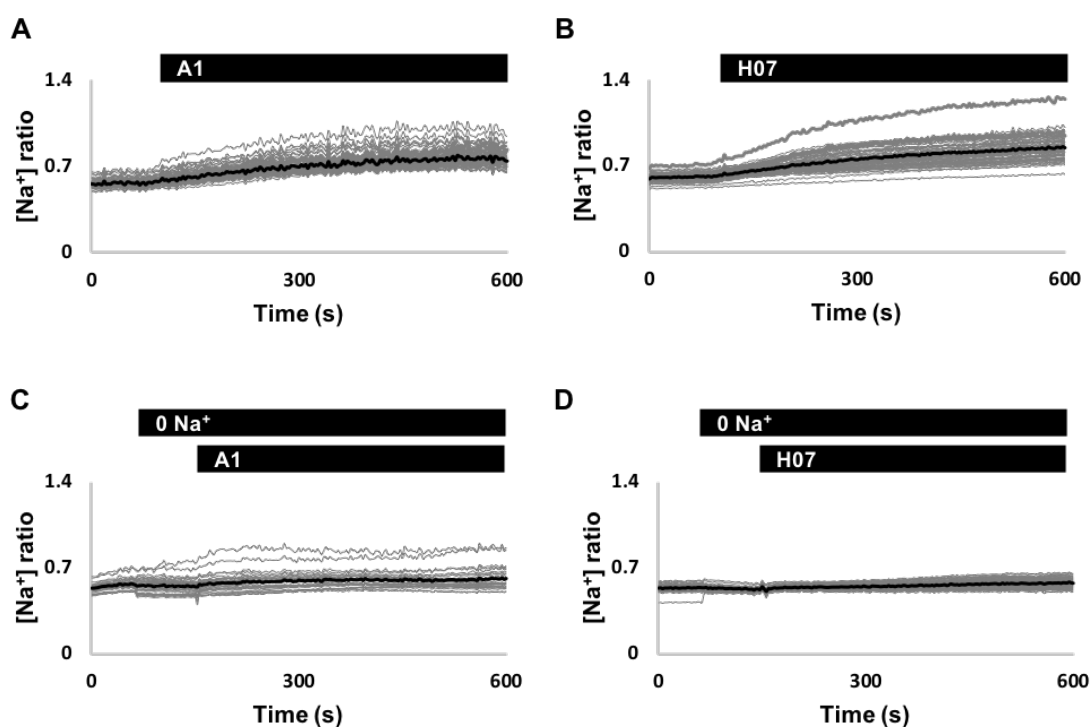 A
A1
1.4
0.7
0
[Na⁺] ratio
0
300
600
Time (s)
B
H07
1.4
0.7
0
[Na⁺] ratio
0
300
600
Time (s)
C
0 Na⁺
A1
1.4
0.7
0
[Na⁺] ratio
0
300
600
Time (s)
D
0 Na⁺
H07
1.4
0.7
0
[Na⁺] ratio
0
300
600
Time (s)